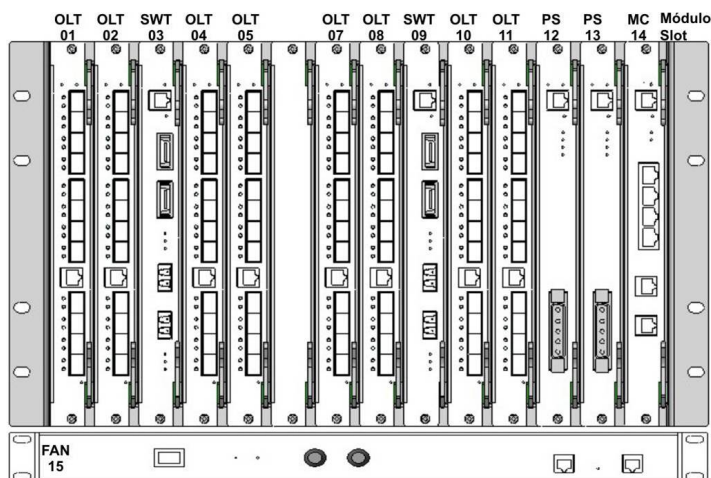 OLT OLT SWT OLT OLT OLT OLT SWT OLT OLT PS PS MC Módulo
01 02 03 04 05 07 08 09 10 11 12 13 14 Slot
FAN
15